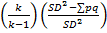 (k/(k−1)) ((SD² − ∑pq)/SD²)